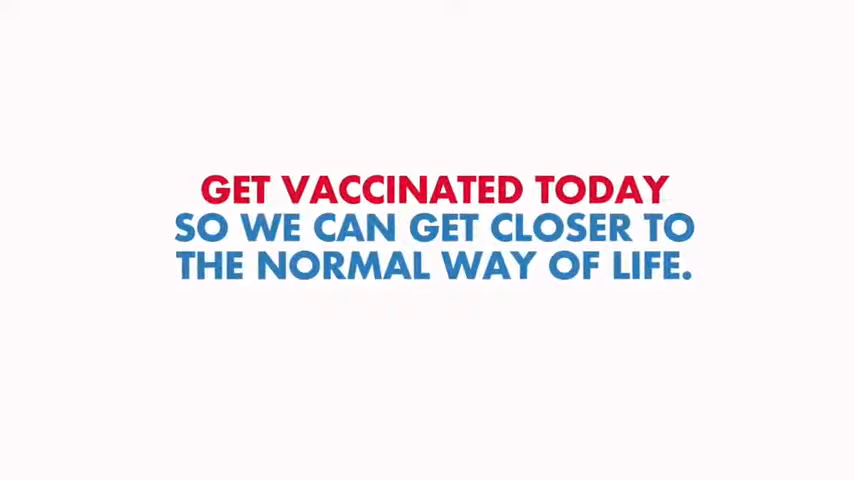 GET VACCINATED TODAY
SO WE CAN GET CLOSER TO
THE NORMAL WAY OF LIFE.